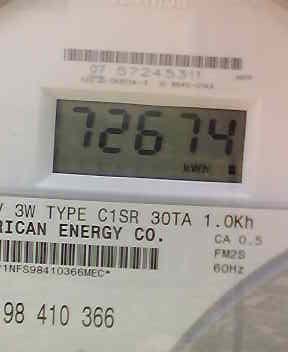 07 57245311
72674
kWh
V 3W TYPE C1SR 30TA 1.0Kh
RICAN ENERGY CO.
CA 0.5
FM2S
60Hz
*1NFS98410366MEC*
98 410 366